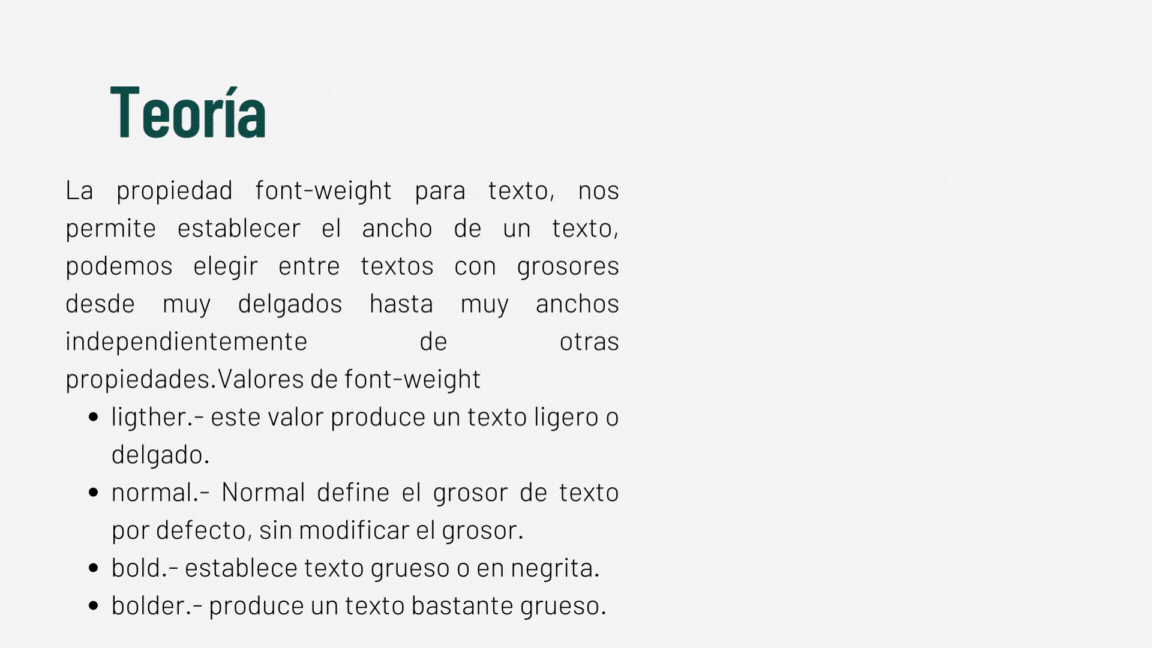 Teoría
La propiedad font-weight para texto, nos
permite establecer el ancho de un texto,
podemos elegir entre textos con grosores
desde muy delgados hasta muy anchos
independientemente de otras
propiedades.Valores de font-weight
• ligther.- este valor produce un texto ligero o
delgado.
• normal.- Normal define el grosor de texto
por defecto, sin modificar el grosor.
• bold.- establece texto grueso o en negrita.
• bolder.- produce un texto bastante grueso.